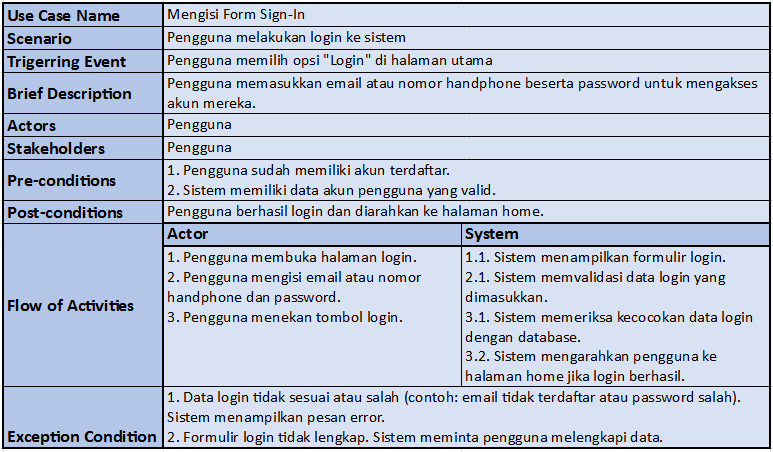 Use Case Name Mengisi Form Sign-In
Scenario Pengguna melakukan login ke sistem
Trigerring Event Pengguna memilih opsi "Login" di halaman utama
Brief Description Pengguna memasukkan email atau nomor handphone beserta password untuk mengakses
akun mereka.
Actors Pengguna
Stakeholders Pengguna
Pre-conditions 1. Pengguna sudah memiliki akun terdaftar.
2. Sistem memiliki data akun pengguna yang valid.
Post-conditions Pengguna berhasil login dan diarahkan ke halaman home.
Flow of Activities
Actor
1. Pengguna membuka halaman login.
2. Pengguna mengisi email atau nomor
handphone dan password.
3. Pengguna menekan tombol login.
System
1.1. Sistem menampilkan formulir login.
2.1. Sistem memvalidasi data login yang
dimasukkan.
3.1. Sistem memeriksa kecocokan data login
dengan database.
3.2. Sistem mengarahkan pengguna ke
halaman home jika login berhasil.
Exception Condition
1. Data login tidak sesuai atau salah (contoh: email tidak terdaftar atau password salah).
Sistem menampilkan pesan error.
2. Formulir login tidak lengkap. Sistem meminta pengguna melengkapi data.